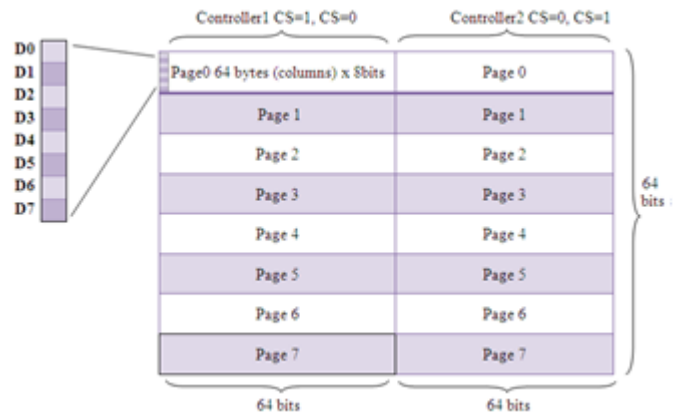 Controller1 CS=1, CS=0
Controller2 CS=0, CS=1
D0
D1
D2
D3
D4
D5
D6
D7
Page0 64 bytes (columns) x 8bits
Page 0
Page 1
Page 1
Page 2
Page 2
Page 3
Page 3
Page 4
Page 4
Page 5
Page 5
Page 6
Page 6
Page 7
Page 7
64
bits
64 bits
64 bits